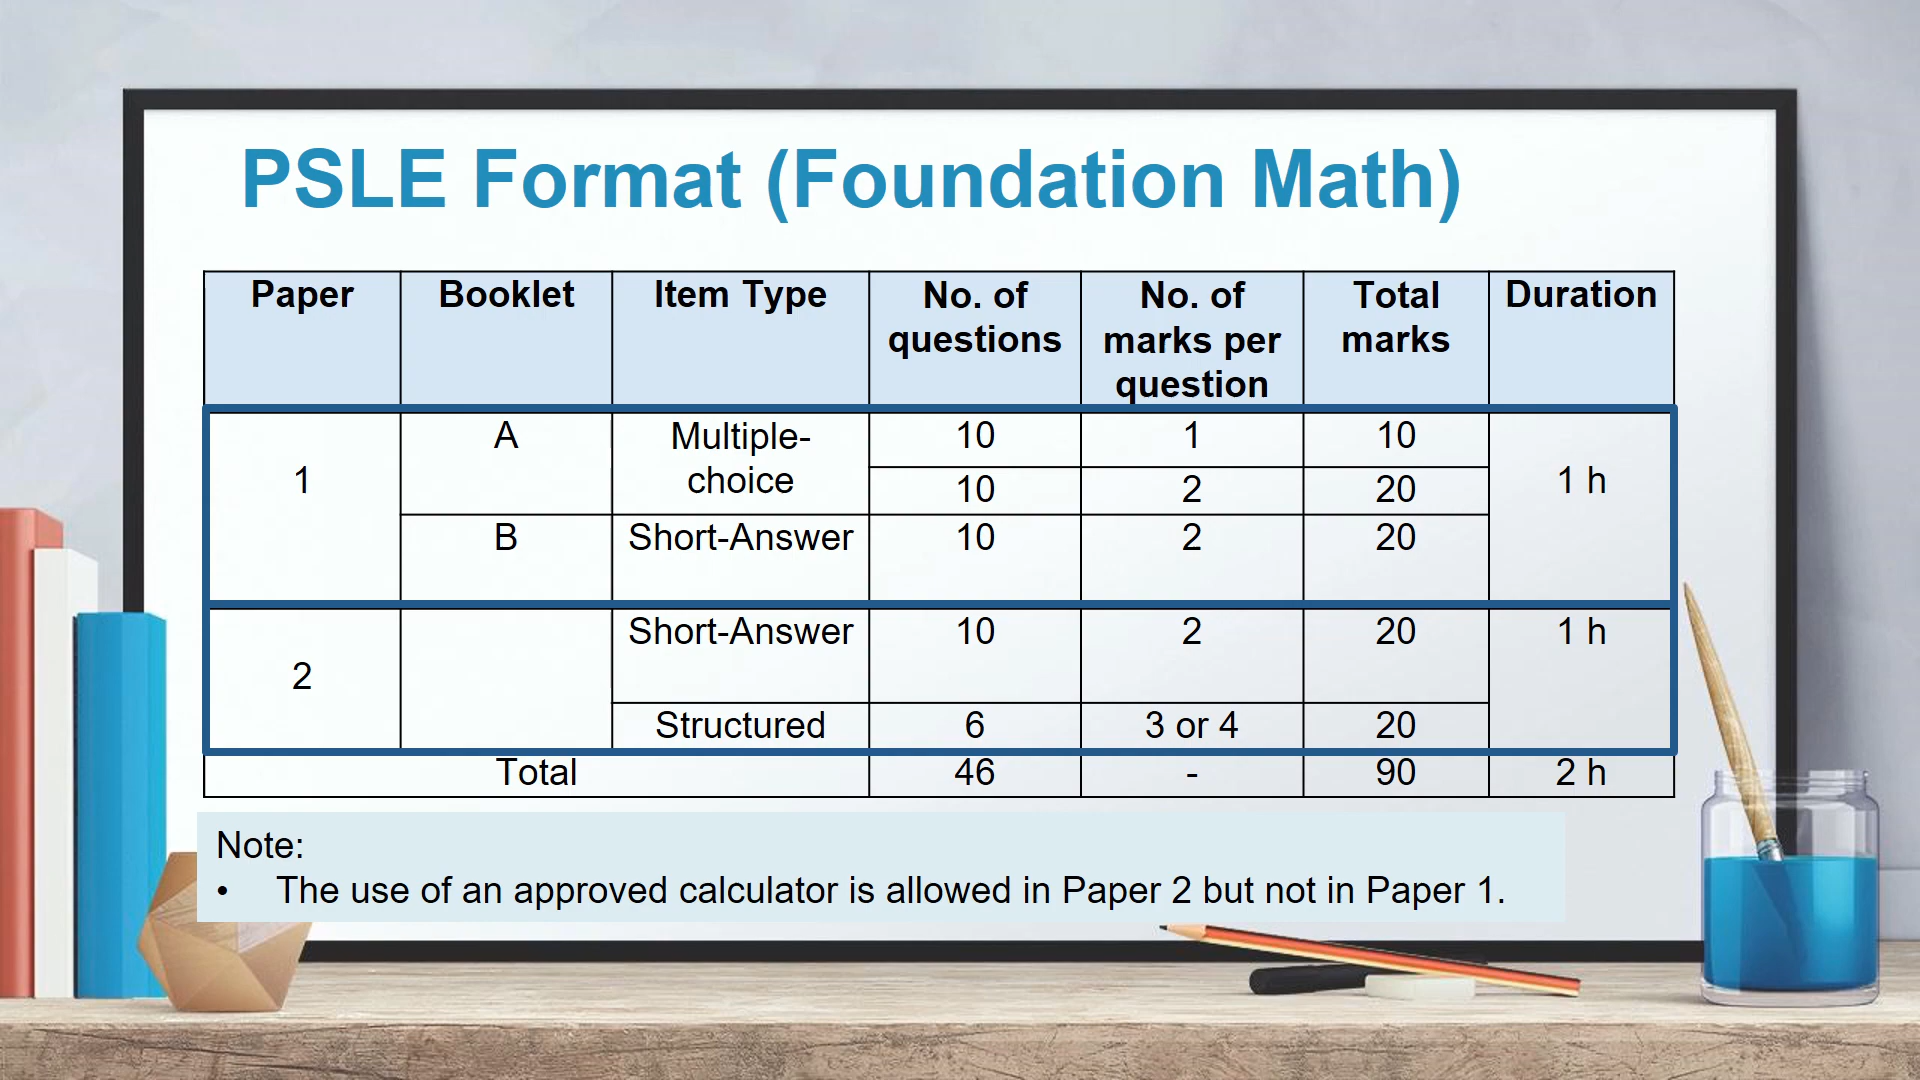 PSLE Format (Foundation Math)
Paper Booklet Item Type No. of questions No. of marks per question Total marks Duration
1 A Multiple-choice 10 1 10 1 h
10 2 20
B Short-Answer 10 2 20
2 Short-Answer 10 2 20 1 h
Structured 6 3 or 4 20
Total 46 - 90 2 h
Note:
• The use of an approved calculator is allowed in Paper 2 but not in Paper 1.